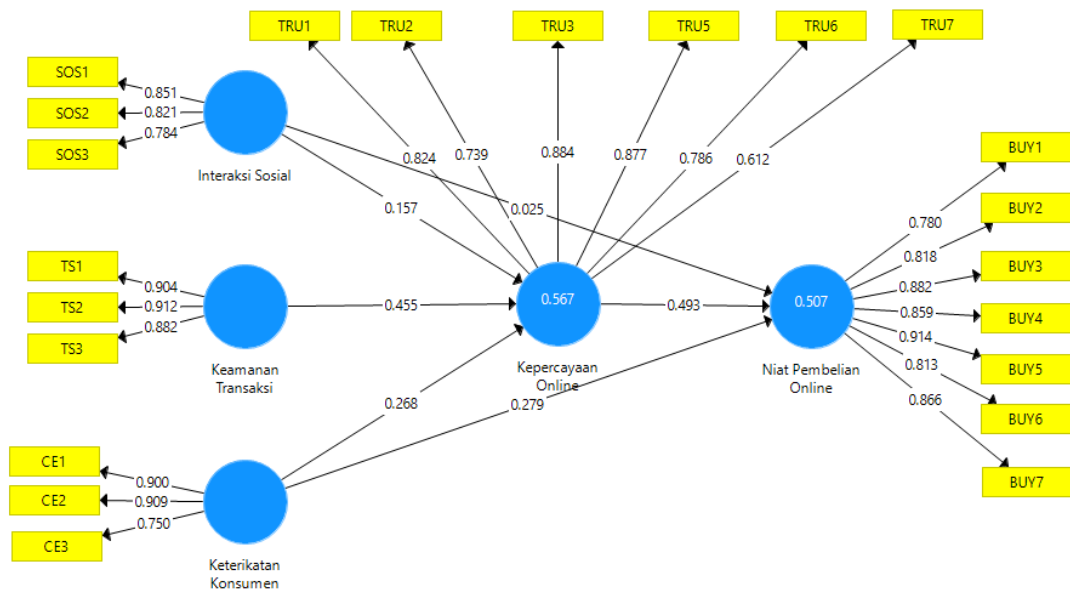 TRU1
TRU2
TRU3
TRU5
TRU6
TRU7
SOS1
SOS2
SOS3
0.851
0.821
0.784
Interaksi Sosial
0.824
0.739
0.884
0.877
0.786
0.612
0.157
0.025
BUY1
BUY2
BUY3
BUY4
BUY5
BUY6
BUY7
0.780
0.818
0.882
0.859
0.914
0.813
0.866
TS1
TS2
TS3
0.904
0.912
0.882
Keamanan
Transaksi
0.455
0.567
Kepercayaan
Online
0.493
0.507
Niat Pembelian
Online
0.268
0.279
CE1
CE2
CE3
0.900
0.909
0.750
Keterikatan
Konsumen